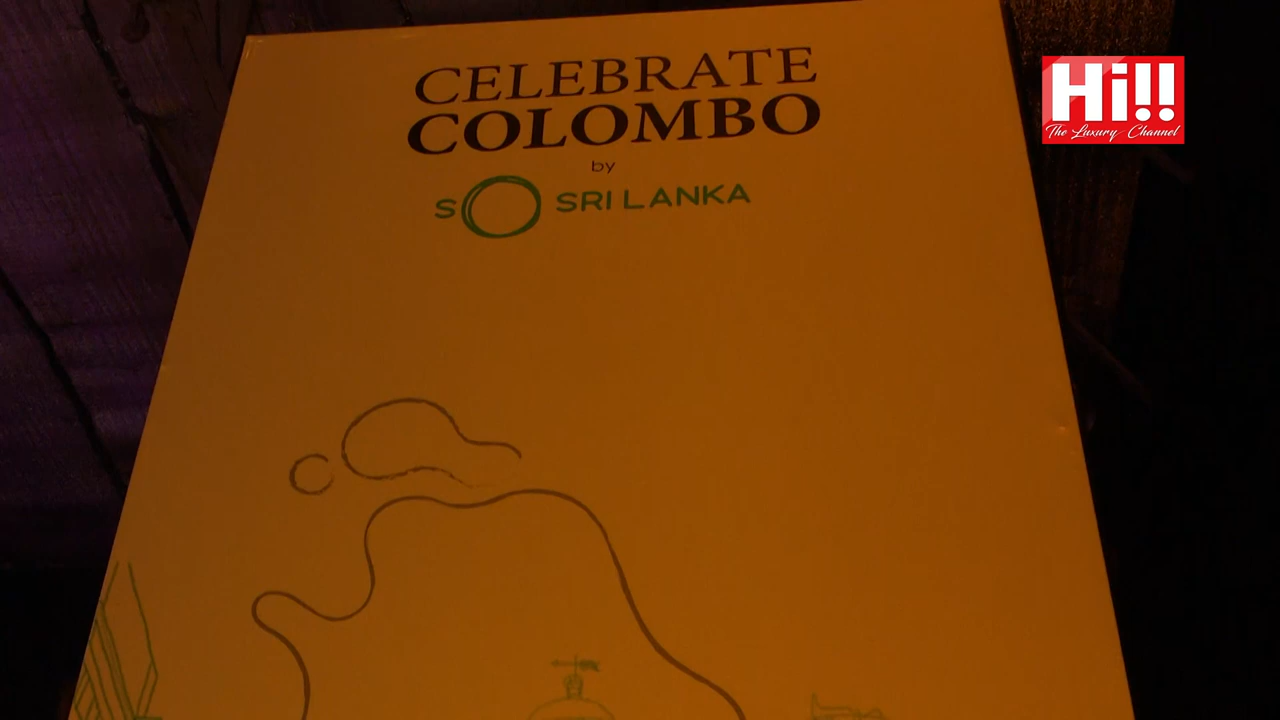 CELEBRATE
COLOMBO
by
SO SRI LANKA
Hi!!
The Luxury Channel